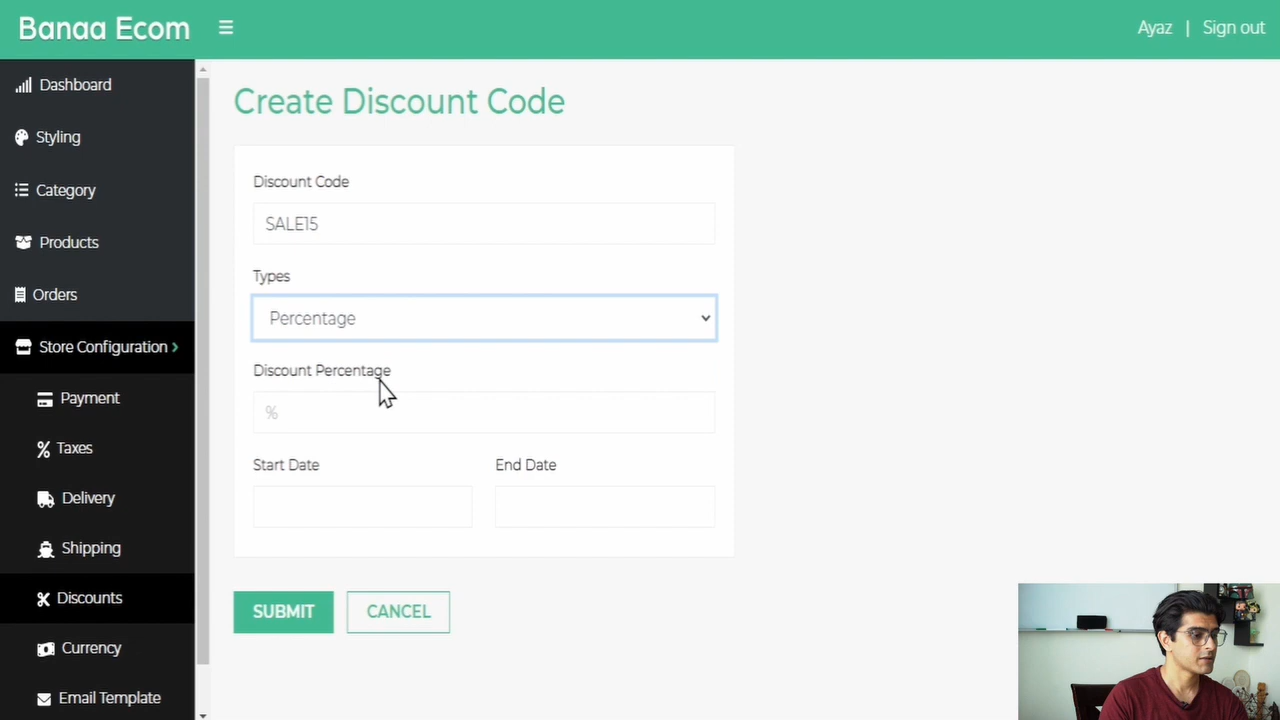 Banaa Ecom
Ayaz | Sign out
Dashboard
Styling
Category
Products
Orders
Store Configuration
Payment
Taxes
Delivery
Shipping
Discounts
Currency
Email Template
Create Discount Code
Discount Code
SALE15
Types
Percentage
Discount Percentage
%
Start Date End Date
SUBMIT CANCEL